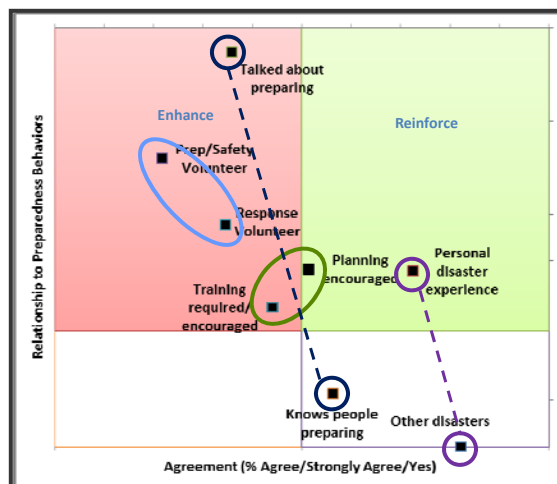 Talked about
preparing
Enhance
Reinforce
Prep/Safety
Volunteer
Response
Volunteer
Planning
encouraged
Personal
disaster
experience
Training
required/
encouraged
Knows people
preparing
Other disasters
Relationship to Preparedness Behaviors
Agreement (% Agree/Strongly Agree/Yes)